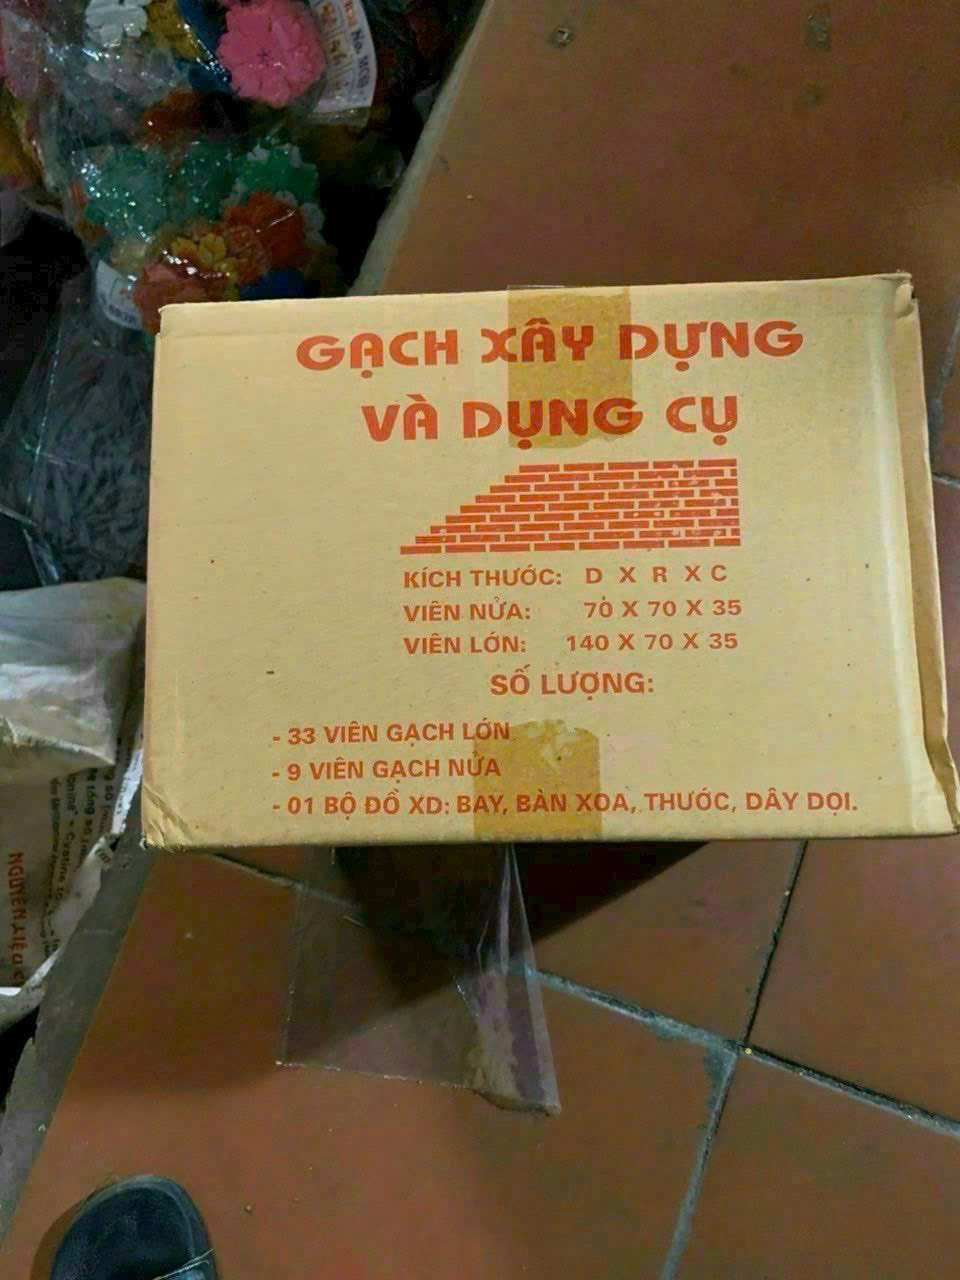 GẠCH XÂY DỰNG
VÀ DỤNG CỤ
KÍCH THƯỚC: D X R X C
VIÊN NỬA: 70 X 70 X 35
VIÊN LỚN: 140 X 70 X 35
SỐ LƯỢNG:
- 33 VIÊN GẠCH LỚN
- 9 VIÊN GẠCH NỬA
- 01 BỘ ĐỒ XD: BAY, BÀN XOA, THƯỚC, DÂY DỌI.
NGUYÊN LIỆU